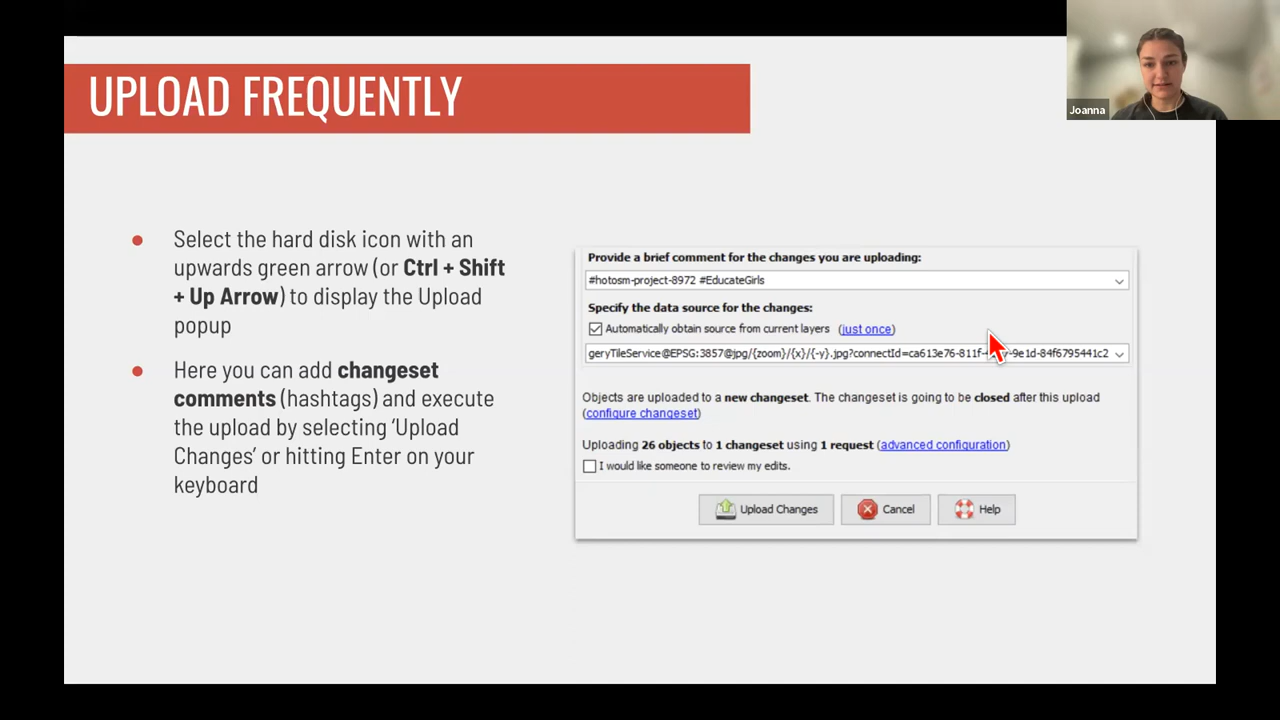 UPLOAD FREQUENTLY
Joanna
● Select the hard disk icon with an
upwards green arrow (or Ctrl + Shift
+ Up Arrow) to display the Upload
popup
● Here you can add changeset
comments (hashtags) and execute
the upload by selecting ‘Upload
Changes’ or hitting Enter on your
keyboard
Provide a brief comment for the changes you are uploading:
#hotosm-project-8972 #EducateGirls
Specify the data source for the changes:
Automatically obtain source from current layers (just once)
geryTileService@EPSG:3857@jpg/{zoom}/{x}/{-y}.jpg?connectId=ca613e76-811f- -9e1d-84f6795441c2
Objects are uploaded to a new changeset. The changeset is going to be closed after this upload
(configure changeset)
Uploading 26 objects to 1 changeset using 1 request (advanced configuration)
I would like someone to review my edits.
Upload Changes Cancel Help